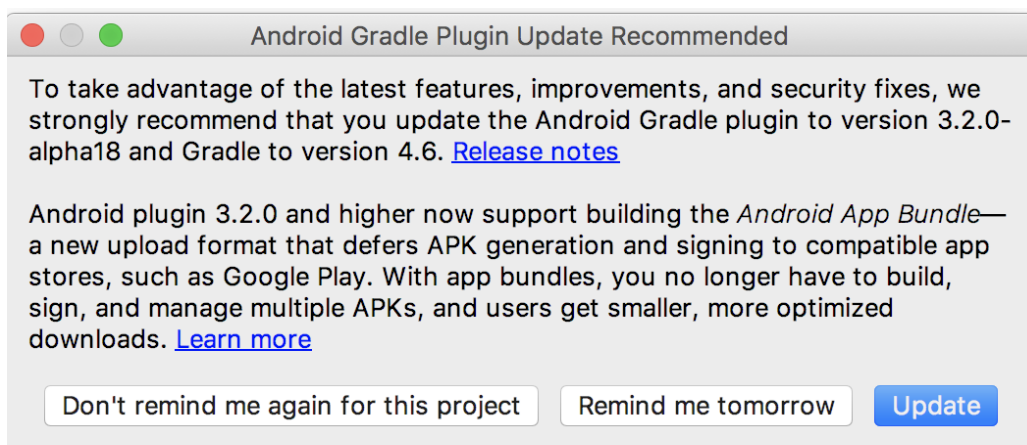 Android Gradle Plugin Update Recommended
To take advantage of the latest features, improvements, and security fixes, we
strongly recommend that you update the Android Gradle plugin to version 3.2.0-
alpha18 and Gradle to version 4.6. Release notes
Android plugin 3.2.0 and higher now support building the Android App Bundle—
a new upload format that defers APK generation and signing to compatible app
stores, such as Google Play. With app bundles, you no longer have to build,
sign, and manage multiple APKs, and users get smaller, more optimized
downloads. Learn more
Don't remind me again for this project Remind me tomorrow Update